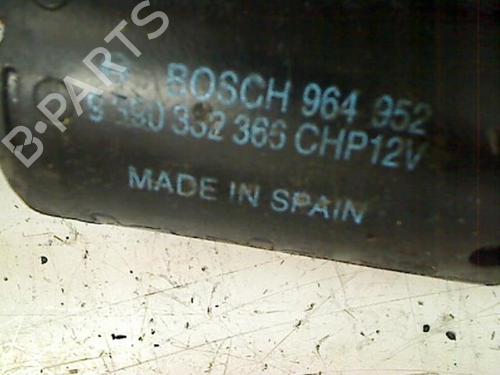 B-PARTS
BOSCH 964 952
9 390 332 366 CHP12V
MADE IN SPAIN